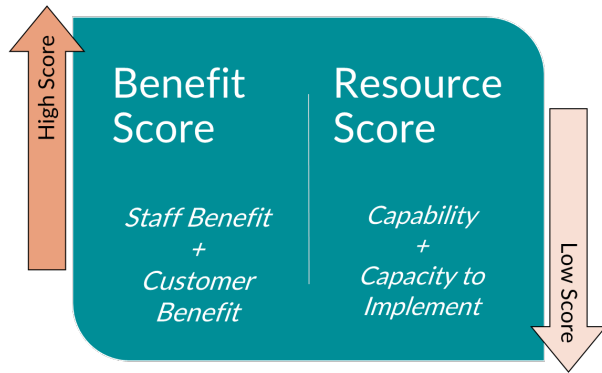 High Score
Benefit
Score
Staff Benefit
+
Customer
Benefit
Resource
Score
Capability
+
Capacity to
Implement
Low Score